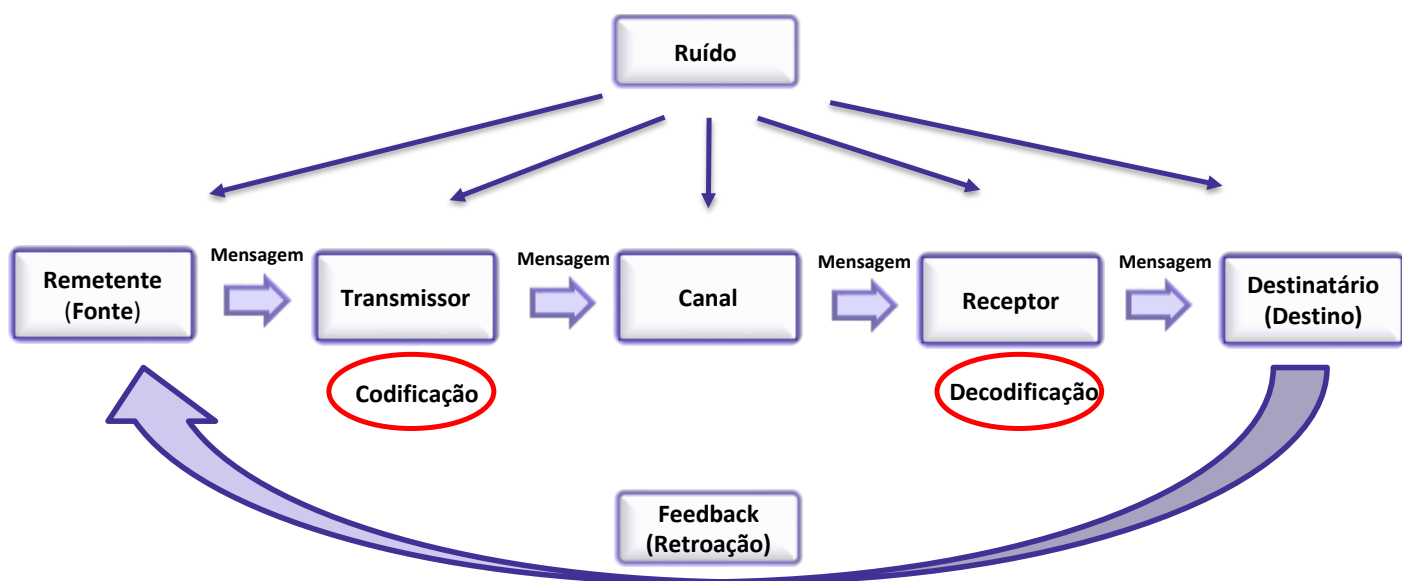 Ruído
Mensagem
Mensagem
Mensagem
Mensagem
Remetente
(Fonte)
Transmissor
Canal
Receptor
Destinatário
(Destino)
Codificação
Decodificação
Feedback
(Retroação)